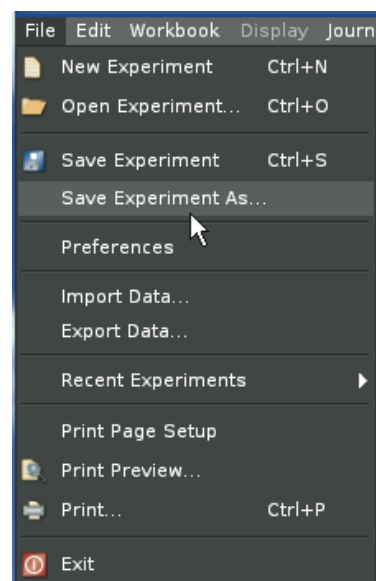 File Edit Workbook Display Journ
New Experiment Ctrl+N
Open Experiment... Ctrl+O
Save Experiment Ctrl+S
Save Experiment As...
Preferences
Import Data...
Export Data...
Recent Experiments
Print Page Setup
Print Preview...
Print... Ctrl+P
Exit